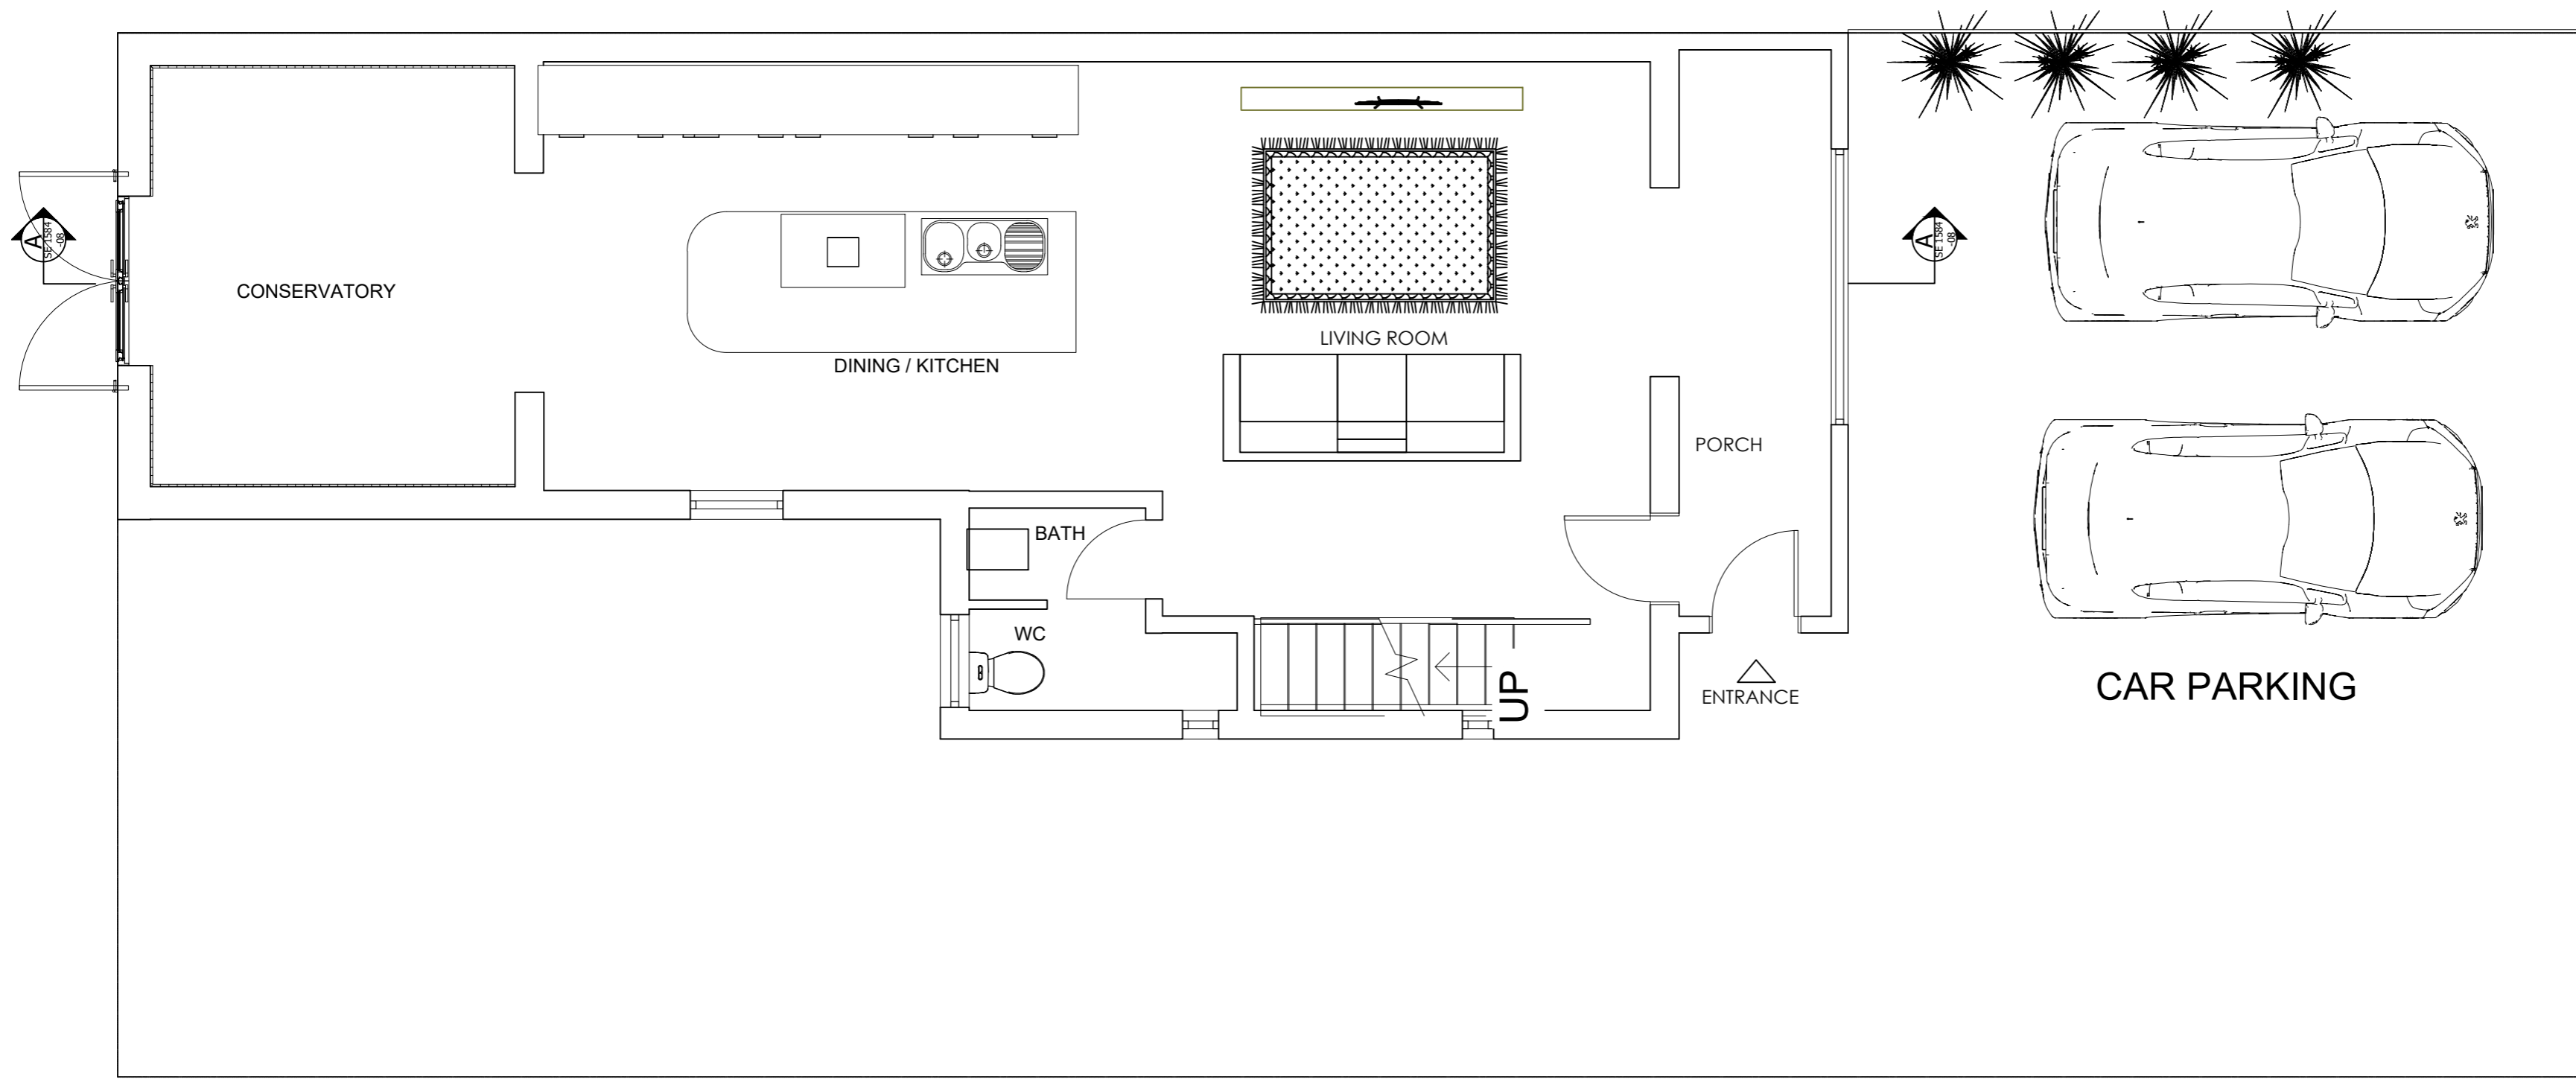 A
SE 1584
-08
CONSERVATORY
DINING / KITCHEN
LIVING ROOM
PORCH
A
SE 1584
-08
BATH
WC
UP
ENTRANCE
CAR PARKING